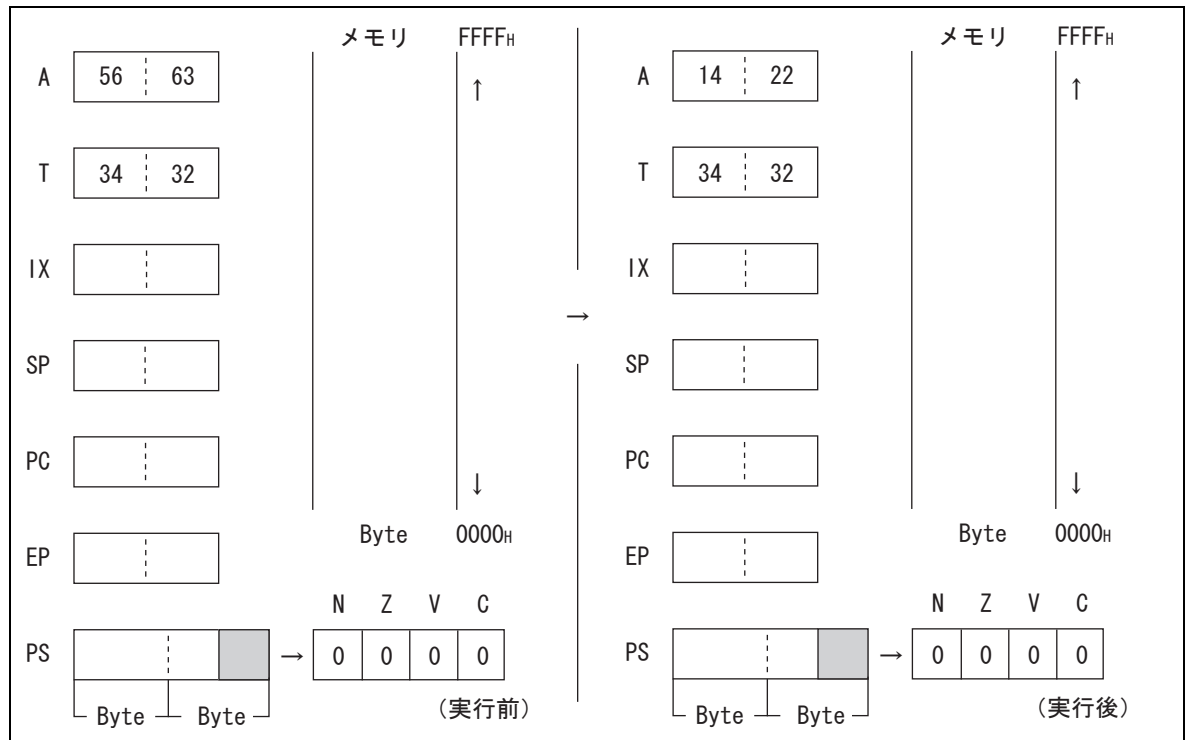 メモリ FFFFH
A 56 63
↑
T 34 32
IX
SP
PC
↓
Byte 0000H
EP
N Z V C
PS → 0 0 0 0
Byte Byte (実行前)
→
メモリ FFFFH
A 14 22
↑
T 34 32
IX
SP
PC
↓
Byte 0000H
EP
N Z V C
PS → 0 0 0 0
Byte Byte (実行後)